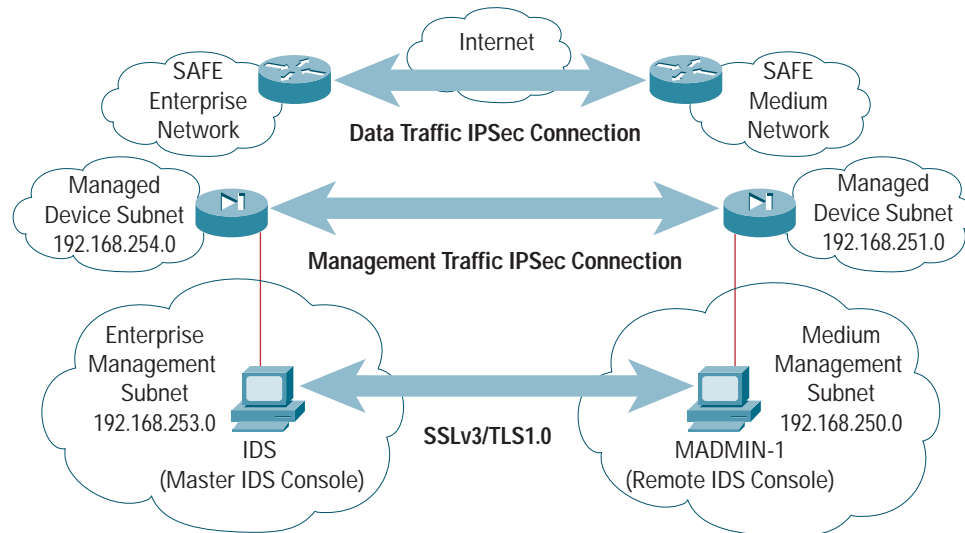 Internet
SAFE
Enterprise
Network
SAFE
Medium
Network
Data Traffic IPSec Connection
Managed
Device Subnet
192.168.254.0
Managed
Device Subnet
192.168.251.0
Management Traffic IPSec Connection
Enterprise
Management
Subnet
192.168.253.0
Medium
Management
Subnet
192.168.250.0
SSLv3/TLS1.0
IDS
(Master IDS Console)
MADMIN-1
(Remote IDS Console)